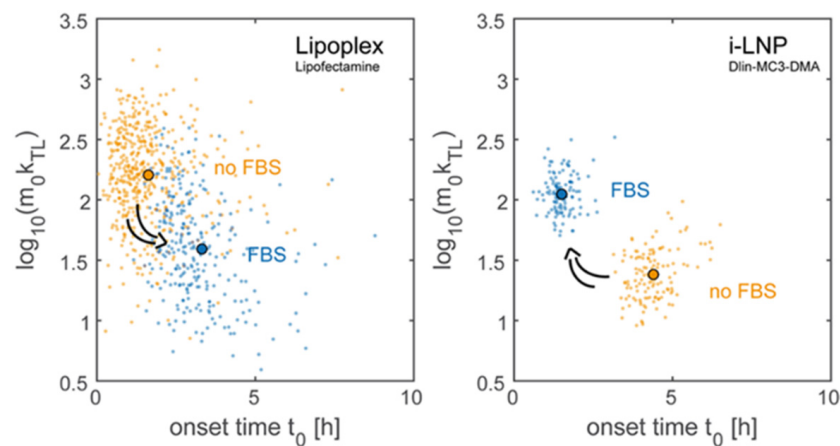 Lipoplex
Lipofectamine
no FBS
FBS
log10(m0kTL)
3.5
3
2.5
2
1.5
1
0.5
0
5
10
onset time t0 [h]
i-LNP
Dlin-MC3-DMA
FBS
no FBS
log10(m0kTL)
3.5
3
2.5
2
1.5
1
0.5
0
5
10
onset time t0 [h]